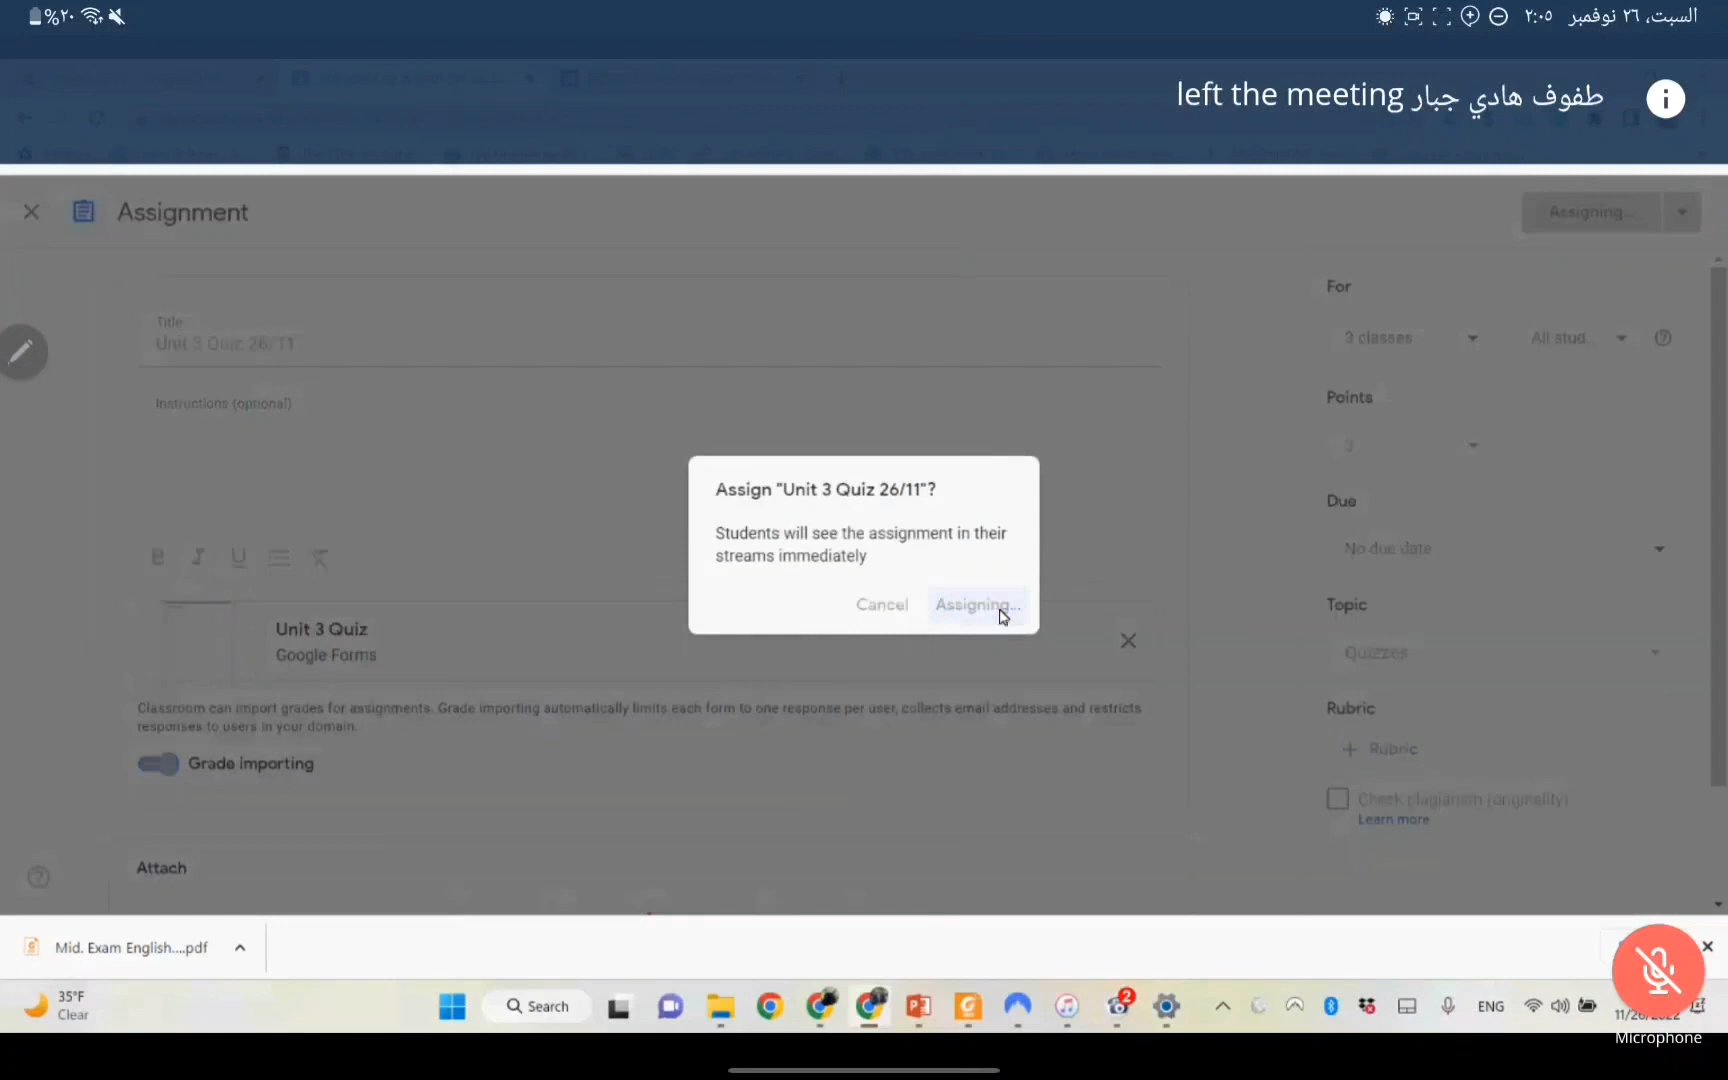 %٢٠
السبت، ٢٦ نوفمبر ٢:٠٥
طفوف هادي جبار left the meeting
Assignment
Assigning...
Title
Unit 3 Quiz 26/11
Instructions (optional)
For
3 classes
All stud...
Points
Due
No due date
Topic
Quizzes
Rubric
+ Rubric
Check plagiarism (originality)
Learn more
Assign "Unit 3 Quiz 26/11"?
Students will see the assignment in their
streams immediately
Cancel
Assigning...
B I U
Unit 3 Quiz
Google Forms
Classroom can import grades for assignments. Grade importing automatically limits each form to one response per user, collects email addresses and restricts
responses to users in your domain.
Grade importing
Attach
Mid. Exam English....pdf
35°F
Clear
Search
2
ENG
Microphone